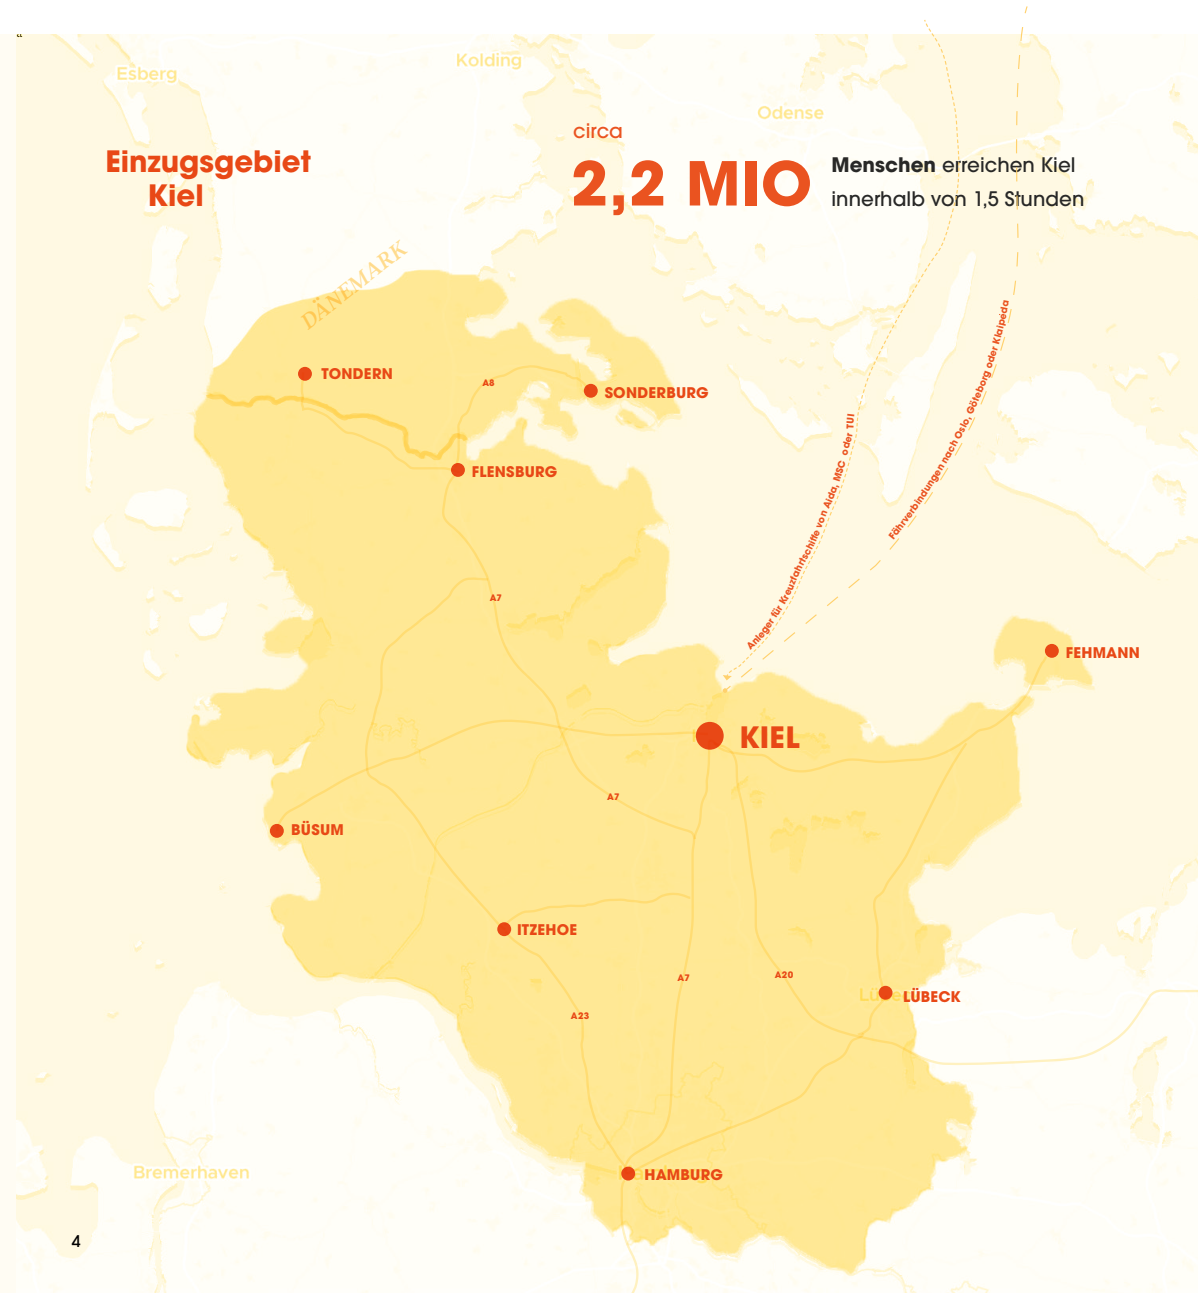 Esberg
Kolding
Odense
circa
Einzugsgebiet
Kiel
2,2 MIO
Menschen erreichen Kiel
innerhalb von 1,5 Stunden
DÄNEMARK
TONDERN
A8
SONDERBURG
FLENSBURG
Anleger für Kreuzfahrtschiffe von Aida, MSC oder TUI
Fährverbindungen nach Oslo, Göteborg oder Klaipeda
A7
FEHMANN
KIEL
A7
BÜSUM
ITZEHOE
A7
A20
LÜBECK
A23
Bremerhaven
HAMBURG
4